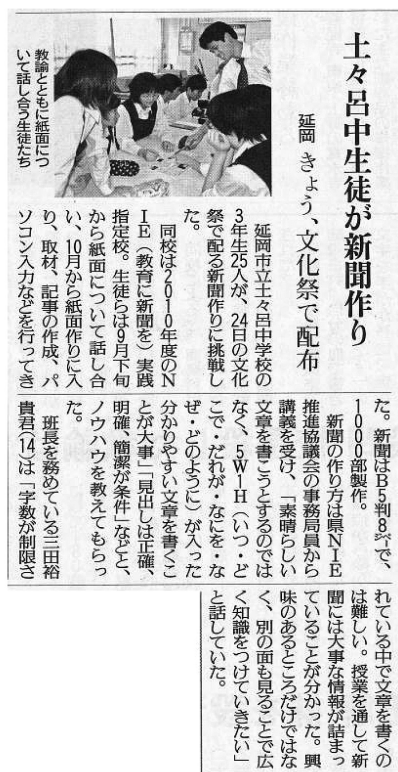 土々呂中生徒が新聞作り
延岡 きょう、文化祭で配布
教諭とともに紙面につ
いて話し合う生徒たち
延岡市立土々呂中学校の
3年生25人が、24日の文化
祭で配る新聞作りに挑戦し
た。
同校は2010年度のN
IE(教育に新聞を)実践
指定校。生徒らは9月下旬
から紙面について話し合
い、10月から紙面作りに入
り、取材、記事の作成、パ
ソコン入力などを行ってき
た。新聞はB5判8㌻で、
1000部製作。
新聞の作り方は県NIE
推進協議会の事務局員から
講義を受け、「素晴らしい
文章を書こうとするのでは
なく、5W1H(いつ・ど
こで・だれが・なにを・な
ぜ・どのように)が入った
分かりやすい文章を書くこ
とが大事」「見出しは正確、
明確、簡潔が条件」などと、
ノウハウを教えてもらっ
た。
班長を務めている三田裕
貴君(14)は「字数が制限さ
れている中で文章を書くの
は難しい。授業を通して新
聞には大事な情報が詰まっ
ていることが分かった。興
味のあるところだけではな
く、別の面も見ることで広
く知識をつけていきたい」
と話していた。